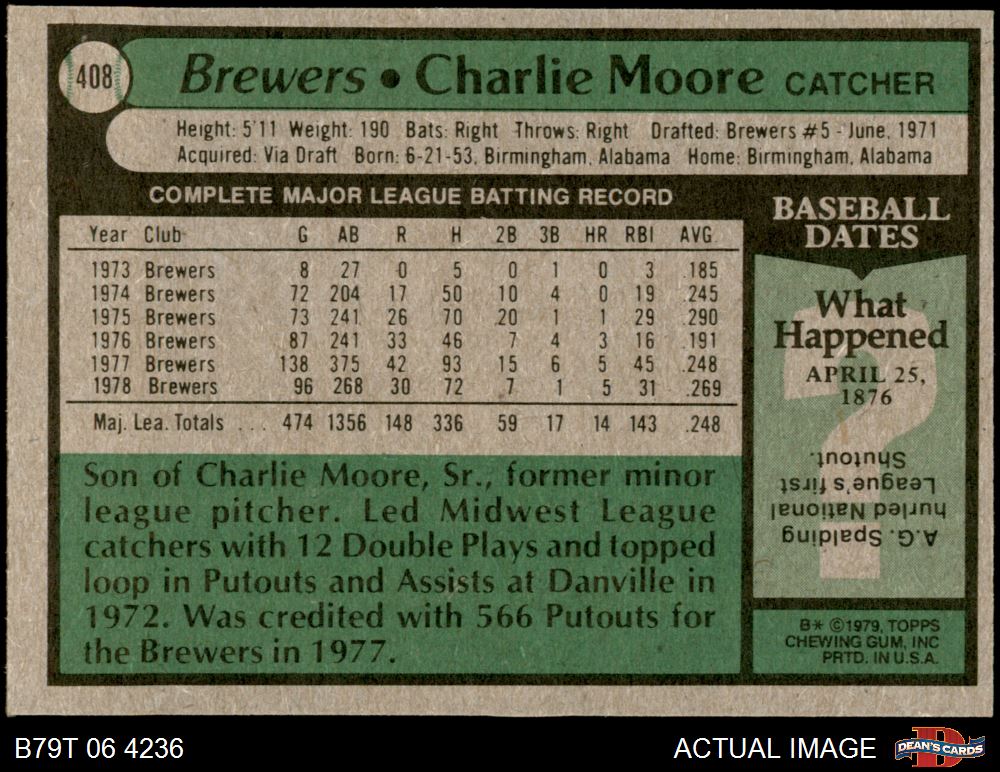 408
Brewers • Charlie Moore CATCHER
Height: 5'11 Weight: 190 Bats: Right Throws: Right Drafted: Brewers #5 - June, 1971
Acquired: Via Draft Born: 6-21-53, Birmingham, Alabama Home: Birmingham, Alabama
COMPLETE MAJOR LEAGUE BATTING RECORD
Year Club G AB R H 2B 3B HR RBI AVG.
1973 Brewers 8 27 0 5 0 1 0 3 .185
1974 Brewers 72 204 17 50 10 4 0 19 .245
1975 Brewers 73 241 26 70 20 1 1 29 .290
1976 Brewers 87 241 33 46 7 4 3 16 .191
1977 Brewers 138 375 42 93 15 6 5 45 .248
1978 Brewers 96 268 30 72 7 1 5 31 .269
Maj. Lea. Totals ... 474 1356 148 336 59 17 14 143 .248
Son of Charlie Moore, Sr., former minor
league pitcher. Led Midwest League
catchers with 12 Double Plays and topped
loop in Putouts and Assists at Danville in
1972. Was credited with 566 Putouts for
the Brewers in 1977.
BASEBALL
DATES
What
Happened
APRIL 25,
1876
?
A.G. Spalding
hurled National
League's first
Shutout.
B* ©1979, TOPPS
CHEWING GUM, INC
PRTD. IN U.S.A.
B79T 06 4236
ACTUAL IMAGE
D
DEAN'S CARDS